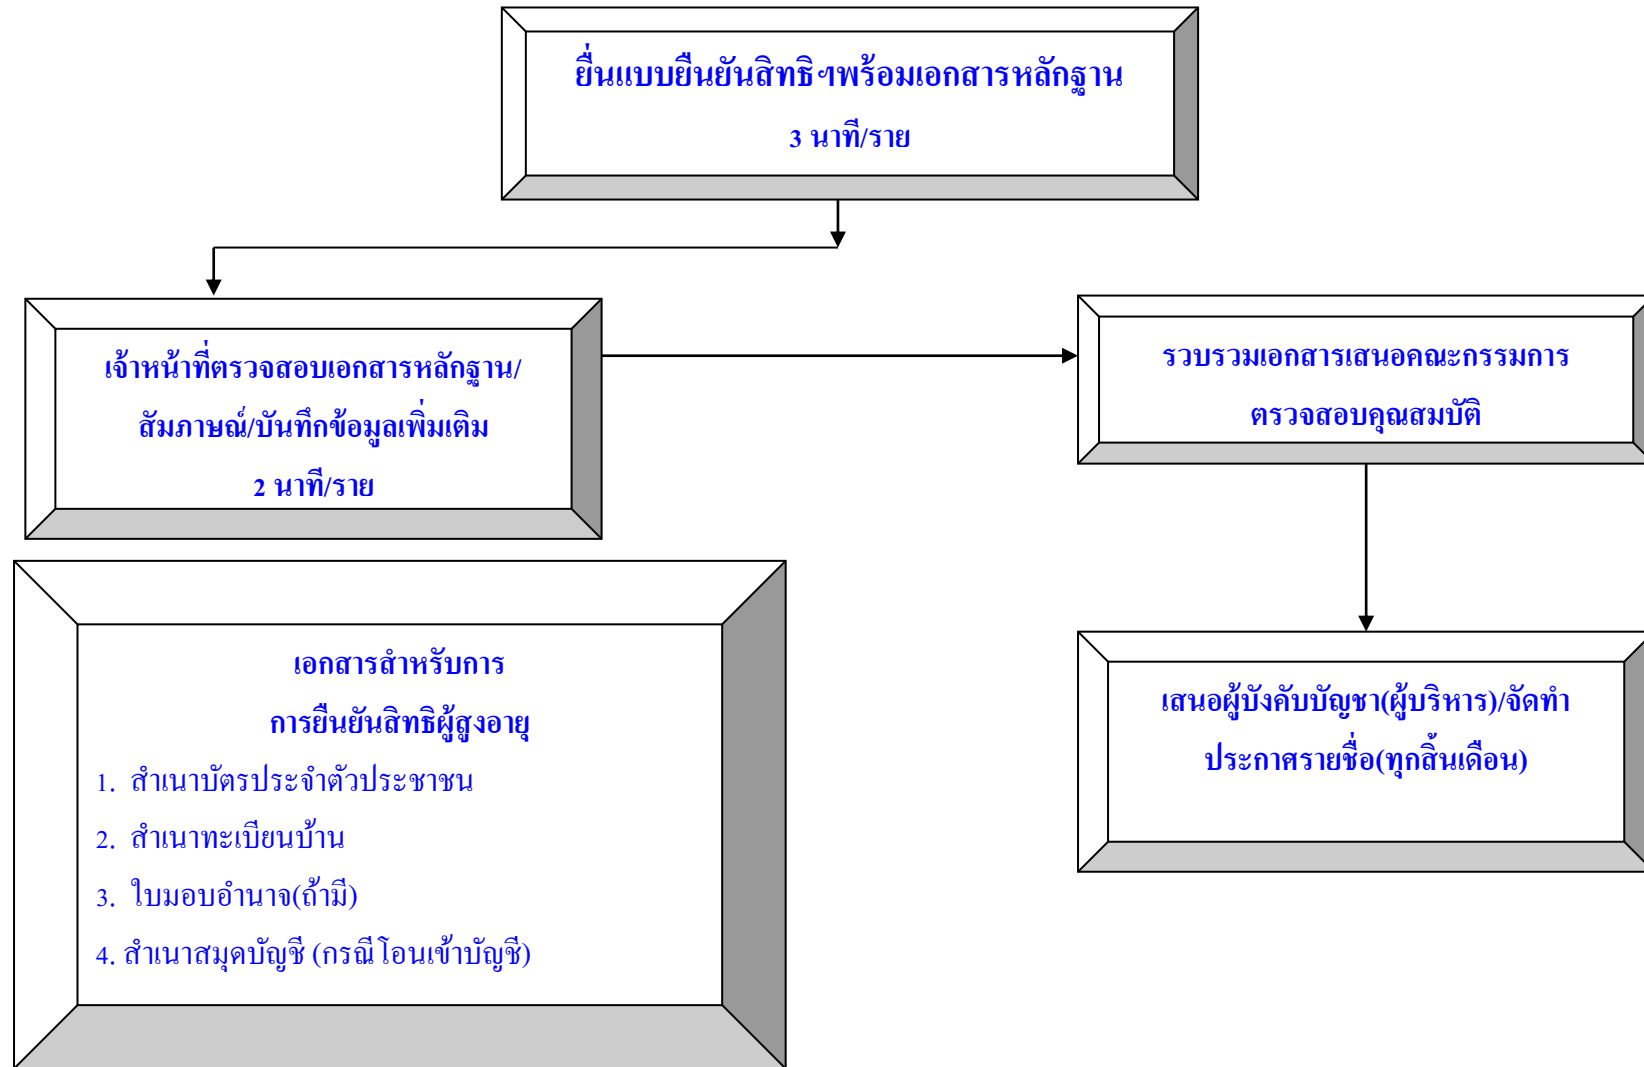 ยื่นแบบยืนยันสิทธิฯพร้อมเอกสารหลักฐาน
3 นาที/ราย
เจ้าหน้าที่ตรวจสอบเอกสารหลักฐาน/
สัมภาษณ์/บันทึกข้อมูลเพิ่มเติม
2 นาที/ราย
รวบรวมเอกสารเสนอคณะกรรมการ
ตรวจสอบคุณสมบัติ
เสนอผู้บังคับบัญชา(ผู้บริหาร)/จัดทำ
ประกาศรายชื่อ(ทุกสิ้นเดือน)
เอกสารสำหรับการ
การยืนยันสิทธิผู้สูงอายุ
1. สำเนาบัตรประจำตัวประชาชน
2. สำเนาทะเบียนบ้าน
3. ใบมอบอำนาจ(ถ้ามี)
4. สำเนาสมุดบัญชี (กรณีโอนเข้าบัญชี)